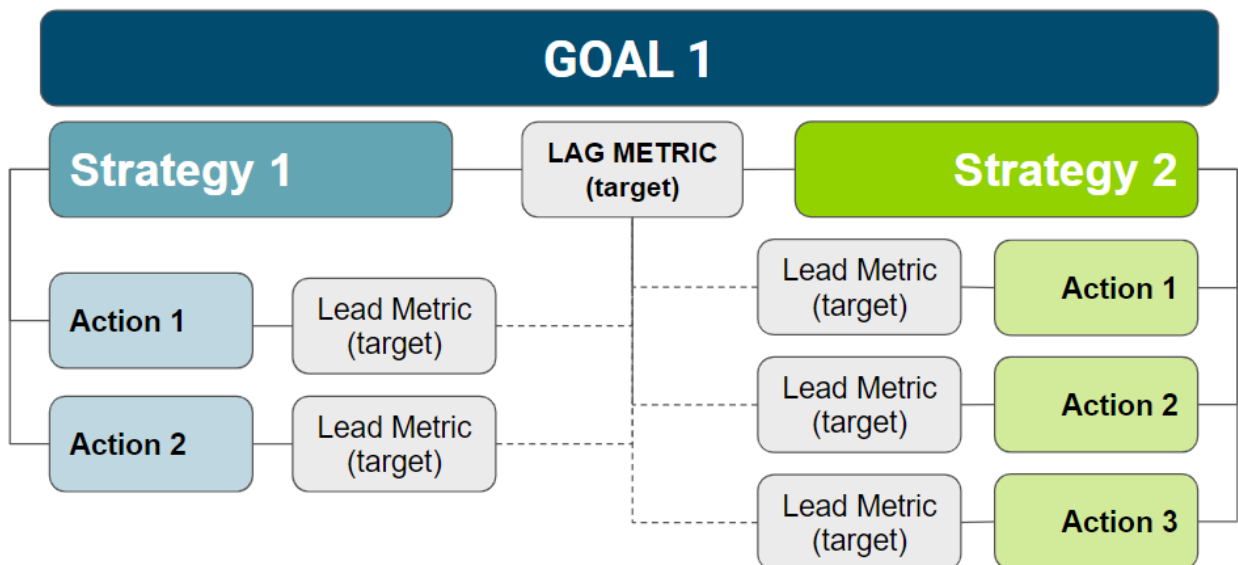 GOAL 1
Strategy 1
LAG METRIC
(target)
Strategy 2
Action 1
Lead Metric
(target)
Action 2
Lead Metric
(target)
Lead Metric
(target)
Action 1
Lead Metric
(target)
Action 2
Lead Metric
(target)
Action 3